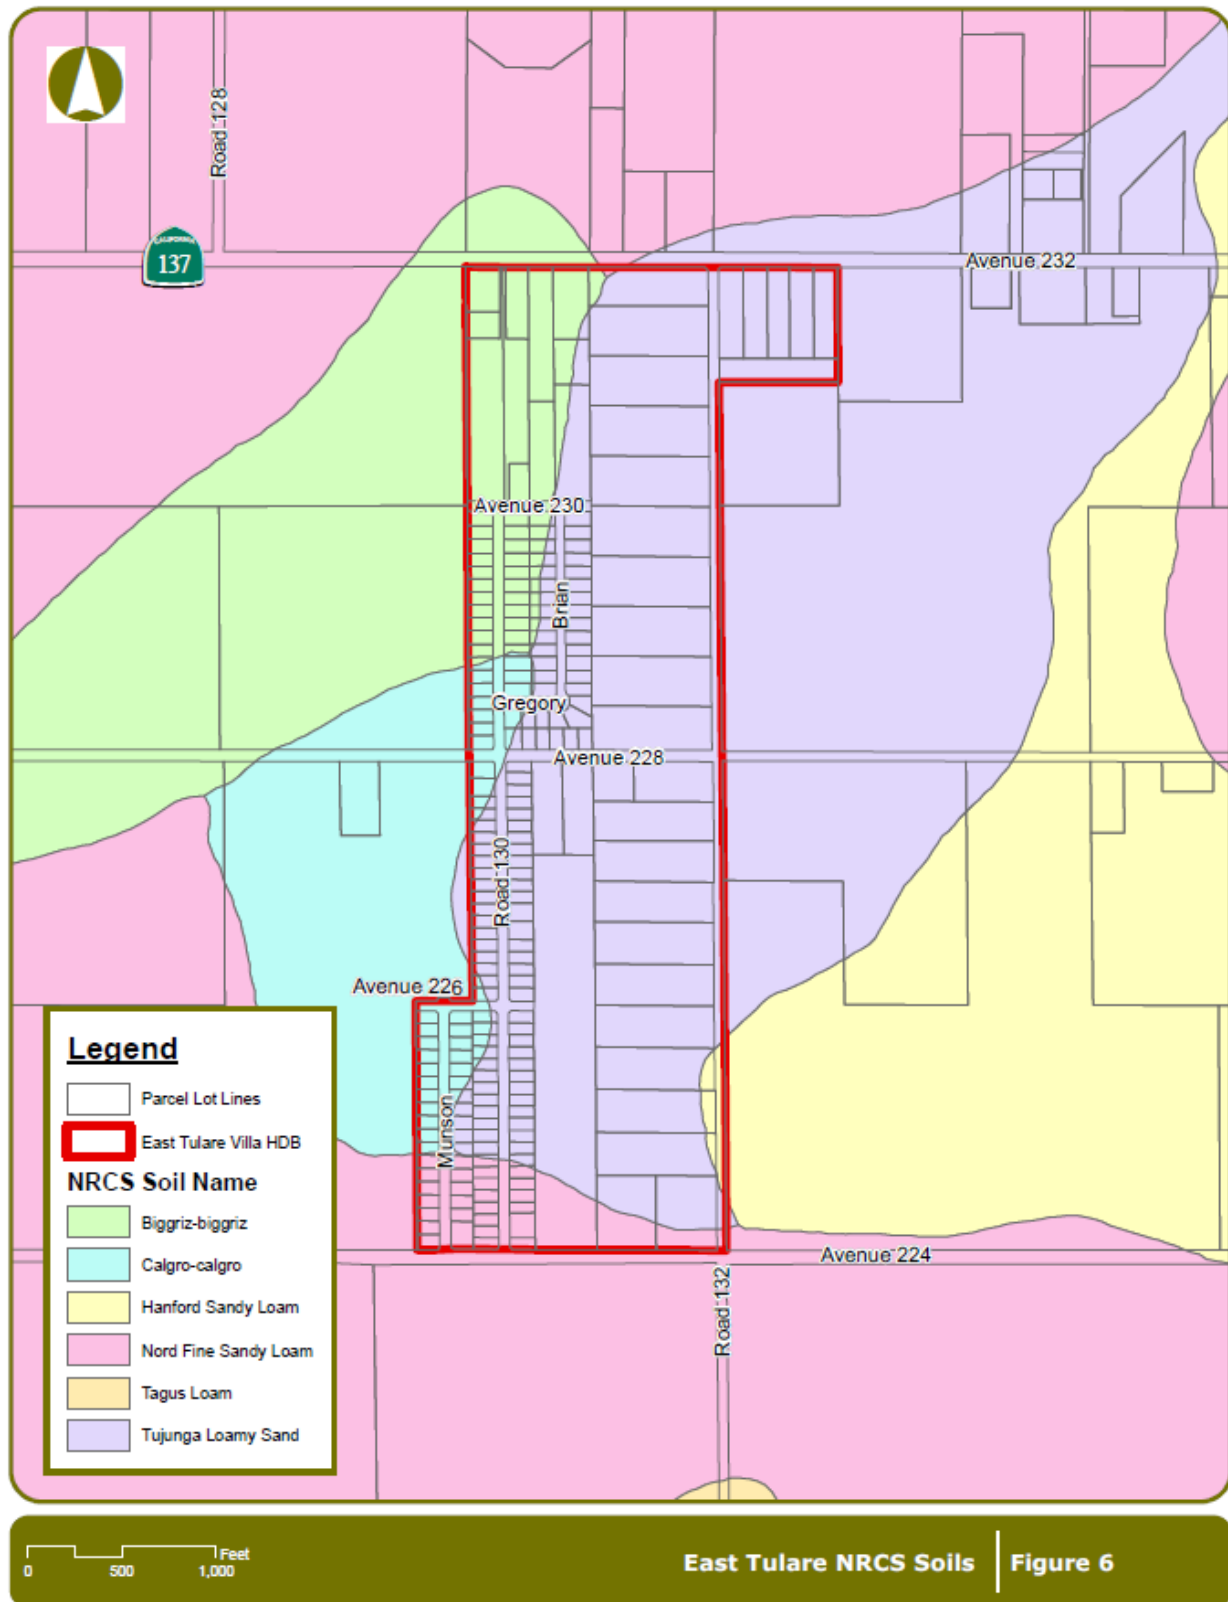 Road 128
CALIFORNIA
137
Avenue 232
Avenue 230
Brian
Gregory
Avenue 228
Road 130
Avenue 226
Munson
Avenue 224
Road 132
Legend
Parcel Lot Lines
East Tulare Villa HDB
NRCS Soil Name
Biggriz-biggriz
Calgro-calgro
Hanford Sandy Loam
Nord Fine Sandy Loam
Tagus Loam
Tujunga Loamy Sand
Feet
0 500 1,000
East Tulare NRCS Soils Figure 6